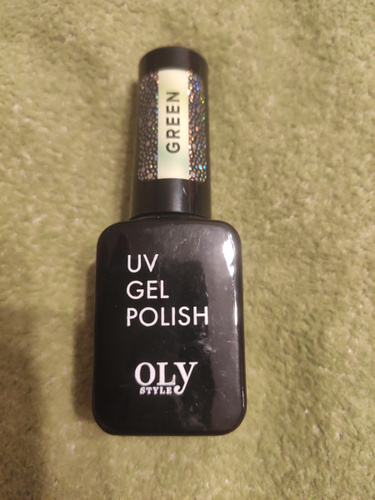 GREEN
UV
GEL
POLISH
OLy
STYLE